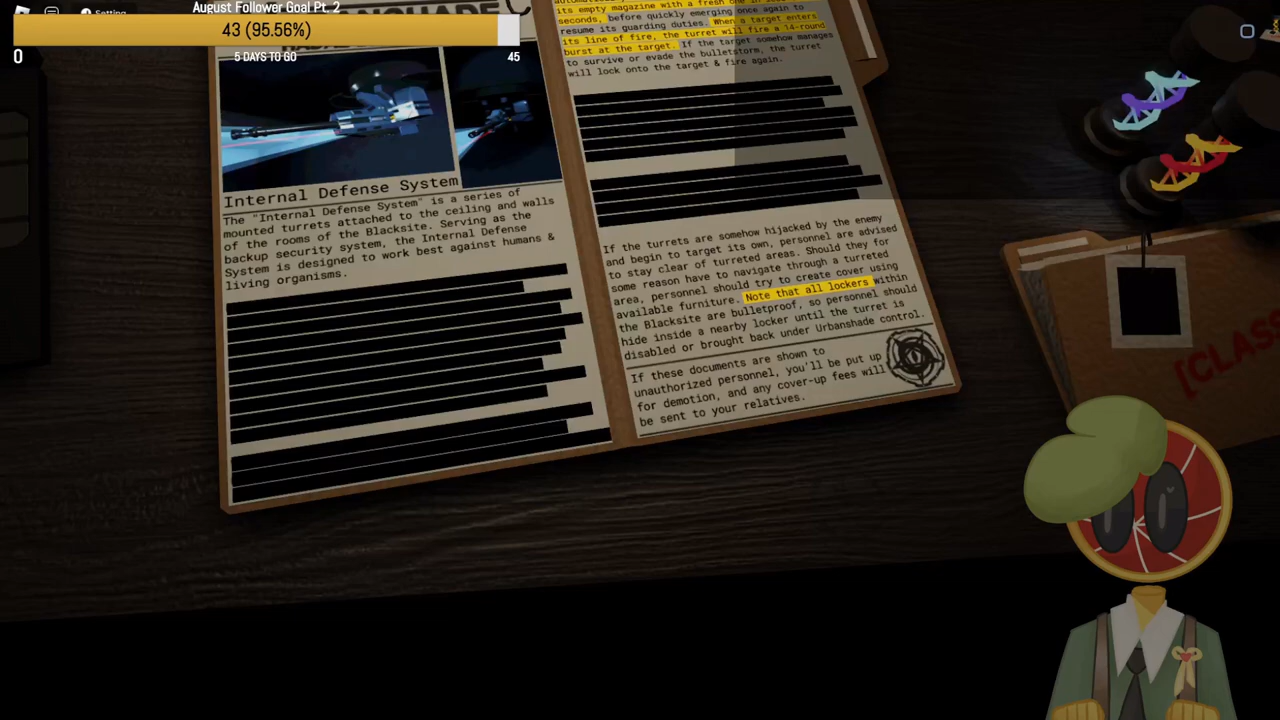 August Follower Goal Pt. 2
43 (95.56%)
0
5 DAYS TO GO
45
Setting
Internal Defense System
The "Internal Defense System" is a series of
mounted turrets attached to the ceiling and walls
of the rooms of the Blacksite. Serving as the
backup security system, the Internal Defense
System is designed to work best against humans &
living organisms.
its empty magazine with a fresh one in
seconds, before quickly emerging once again to
resume its guarding duties. When a target enters
its line of fire, the turret will fire a 14-round
burst at the target. If the target somehow manages
to survive or evade the bulletstorm, the turret
will lock onto the target & fire again.
If the turrets are somehow hijacked by the enemy
and begin to target its own, personnel are advised
to stay clear of turreted areas. Should they for
some reason have to navigate through a turreted
area, personnel should try to create cover using
available furniture. Note that all lockers within
the Blacksite are bulletproof, so personnel should
hide inside a nearby locker until the turret is
disabled or brought back under Urbanshade control.
If these documents are shown to
unauthorized personnel, you'll be put up
for demotion, and any cover-up fees will
be sent to your relatives.
[CLASS